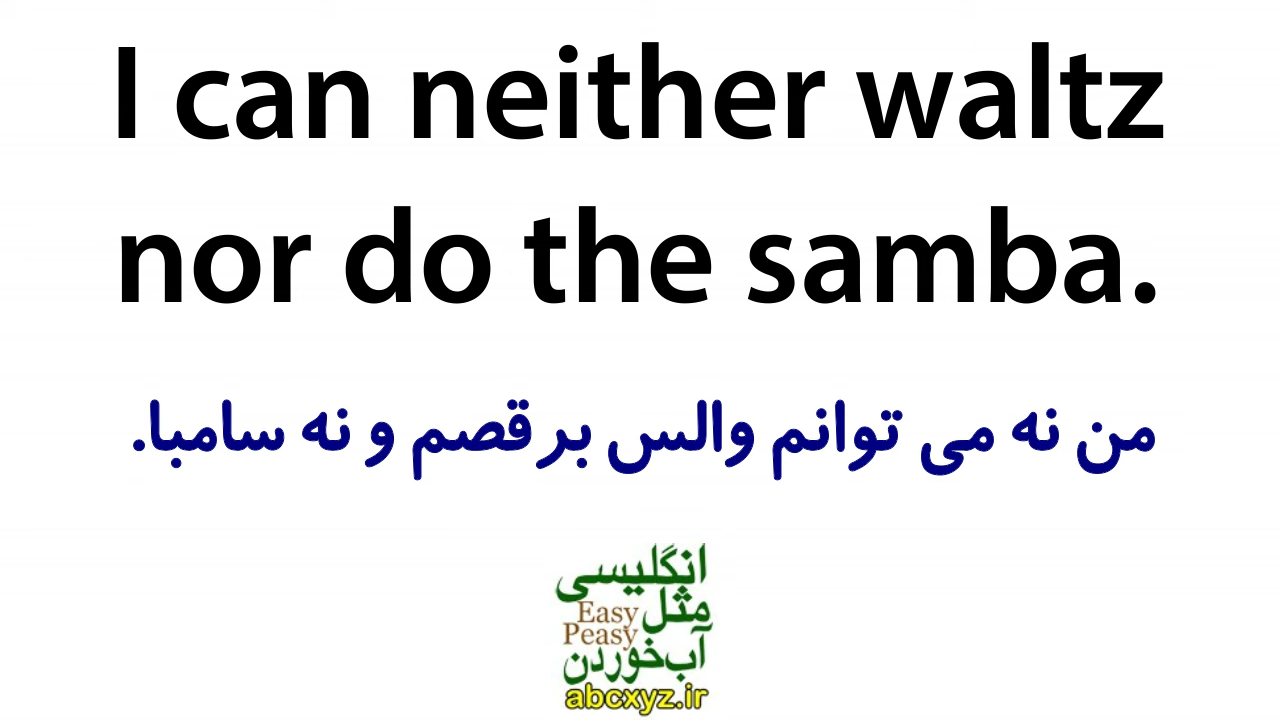 I can neither waltz
nor do the samba.
من نه می توانم والس برقصم و نه سامبا.
انگلیسی
مثل
Easy
Peasy
آب‌خوردن
abcxyz.ir